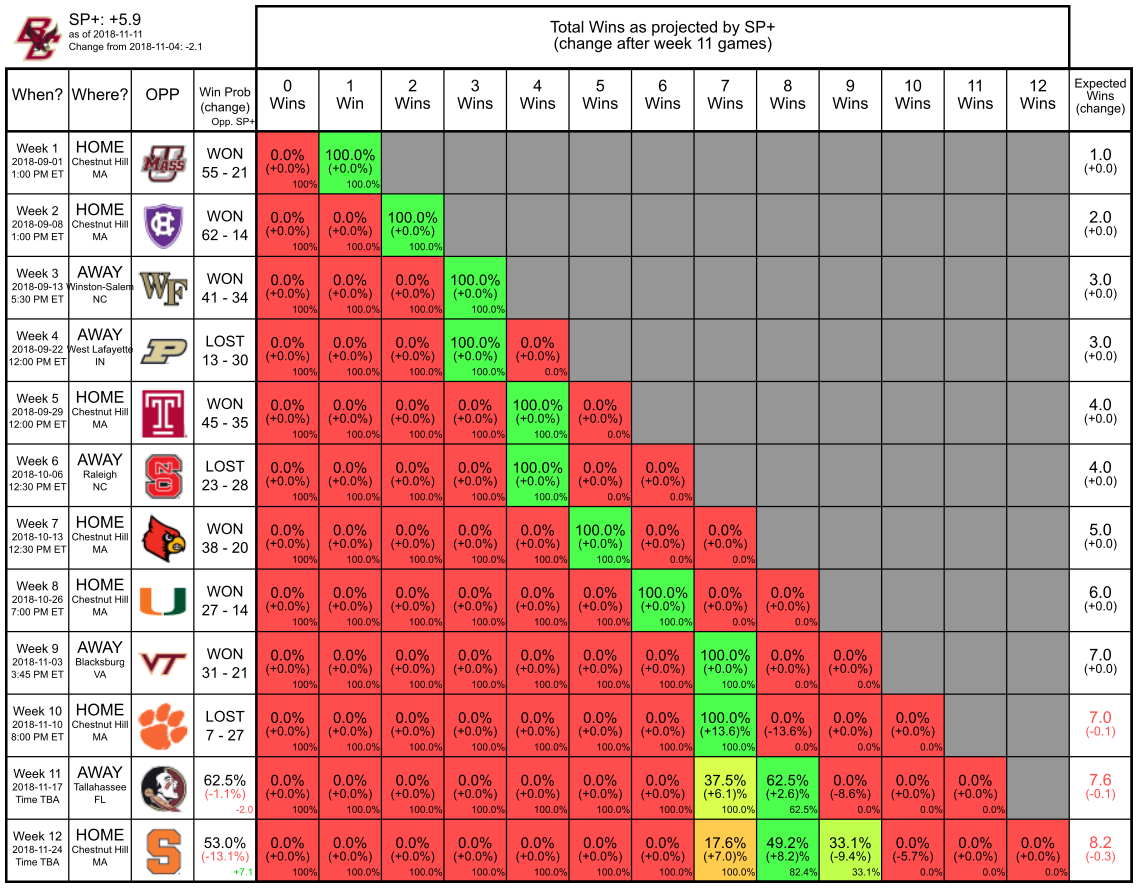 SP+: +5.9
as of 2018-11-11
Change from 2018-11-04: -2.1
Total Wins as projected by SP+
(change after week 11 games)
When? Where? OPP Win Prob (change) Opp. SP+ 0 Wins 1 Win 2 Wins 3 Wins 4 Wins 5 Wins 6 Wins 7 Wins 8 Wins 9 Wins 10 Wins 11 Wins 12 Wins Expected Wins (change)
Week 1 HOME WON 0.0% 100.0% 1.0
2018-09-01 Chestnut Hill MASS (+0.0%) (+0.0%) (+0.0)
1:00 PM ET MA 55 - 21 100% 100.0%
Week 2 HOME WON 0.0% 0.0% 100.0% 2.0
2018-09-08 Chestnut Hill HC (+0.0%) (+0.0%) (+0.0%) (+0.0)
1:00 PM ET MA 62 - 14 100% 100.0% 100.0%
Week 3 AWAY WON 0.0% 0.0% 0.0% 100.0% 3.0
2018-09-13 Winston-Salem WF (+0.0%) (+0.0%) (+0.0%) (+0.0%) (+0.0)
5:30 PM ET NC 41 - 34 100% 100.0% 100.0% 100.0%
Week 4 AWAY LOST 0.0% 0.0% 0.0% 100.0% 0.0% 3.0
2018-09-22 West Lafayette P (+0.0%) (+0.0%) (+0.0%) (+0.0%) (+0.0%) (+0.0)
12:00 PM ET IN 13 - 30 100% 100.0% 100.0% 100.0% 0.0%
Week 5 HOME WON 0.0% 0.0% 0.0% 0.0% 100.0% 0.0% 4.0
2018-09-29 Chestnut Hill T (+0.0%) (+0.0%) (+0.0%) (+0.0%) (+0.0%) (+0.0%) (+0.0)
12:00 PM ET MA 45 - 35 100% 100.0% 100.0% 100.0% 100.0% 0.0%
Week 6 AWAY LOST 0.0% 0.0% 0.0% 0.0% 100.0% 0.0% 0.0% 4.0
2018-10-06 Raleigh NCS (+0.0%) (+0.0%) (+0.0%) (+0.0%) (+0.0%) (+0.0%) (+0.0%) (+0.0)
12:30 PM ET NC 23 - 28 100% 100.0% 100.0% 100.0% 100.0% 0.0% 0.0%
Week 7 HOME WON 0.0% 0.0% 0.0% 0.0% 0.0% 100.0% 0.0% 0.0% 5.0
2018-10-13 Chestnut Hill (+0.0%) (+0.0%) (+0.0%) (+0.0%) (+0.0%) (+0.0%) (+0.0%) (+0.0%) (+0.0)
12:30 PM ET MA 38 - 20 100% 100.0% 100.0% 100.0% 100.0% 100.0% 0.0% 0.0%
Week 8 HOME WON 0.0% 0.0% 0.0% 0.0% 0.0% 0.0% 100.0% 0.0% 0.0% 6.0
2018-10-26 Chestnut Hill U (+0.0%) (+0.0%) (+0.0%) (+0.0%) (+0.0%) (+0.0%) (+0.0%) (+0.0%) (+0.0%) (+0.0)
7:00 PM ET MA 27 - 14 100% 100.0% 100.0% 100.0% 100.0% 100.0% 100.0% 0.0% 0.0%
Week 9 AWAY WON 0.0% 0.0% 0.0% 0.0% 0.0% 0.0% 0.0% 100.0% 0.0% 0.0% 7.0
2018-11-03 Blacksburg VT (+0.0%) (+0.0%) (+0.0%) (+0.0%) (+0.0%) (+0.0%) (+0.0%) (+0.0%) (+0.0%) (+0.0%) (+0.0)
3:45 PM ET VA 31 - 21 100% 100.0% 100.0% 100.0% 100.0% 100.0% 100.0% 100.0% 0.0% 0.0%
Week 10 HOME LOST 0.0% 0.0% 0.0% 0.0% 0.0% 0.0% 0.0% 100.0% 0.0% 0.0% 0.0% 7.0
2018-11-10 Chestnut Hill (+0.0%) (+0.0%) (+0.0%) (+0.0%) (+0.0%) (+0.0%) (+0.0%) (+13.6)% (-13.6%) (+0.0%) (+0.0%) (-0.1)
8:00 PM ET MA 7 - 27 100% 100.0% 100.0% 100.0% 100.0% 100.0% 100.0% 100.0% 0.0% 0.0% 0.0%
Week 11 AWAY 62.5% 0.0% 0.0% 0.0% 0.0% 0.0% 0.0% 0.0% 37.5% 62.5% 0.0% 0.0% 0.0% 7.6
2018-11-17 Tallahassee (-1.1%) (+0.0%) (+0.0%) (+0.0%) (+0.0%) (+0.0%) (+0.0%) (+0.0%) (+6.1)% (+2.6)% (-8.6%) (+0.0%) (+0.0%) (-0.1)
Time TBA FL -2.0 100% 100.0% 100.0% 100.0% 100.0% 100.0% 100.0% 100.0% 62.5% 0.0% 0.0% 0.0%
Week 12 HOME 53.0% 0.0% 0.0% 0.0% 0.0% 0.0% 0.0% 0.0% 17.6% 49.2% 33.1% 0.0% 0.0% 0.0% 8.2
2018-11-24 Chestnut Hill S (-13.1%) (+0.0%) (+0.0%) (+0.0%) (+0.0%) (+0.0%) (+0.0%) (+0.0%) (+7.0)% (+8.2)% (-9.4%) (-5.7%) (+0.0%) (+0.0%) (-0.3)
Time TBA MA +7.1 100% 100.0% 100.0% 100.0% 100.0% 100.0% 100.0% 100.0% 82.4% 33.1% 0.0% 0.0% 0.0%